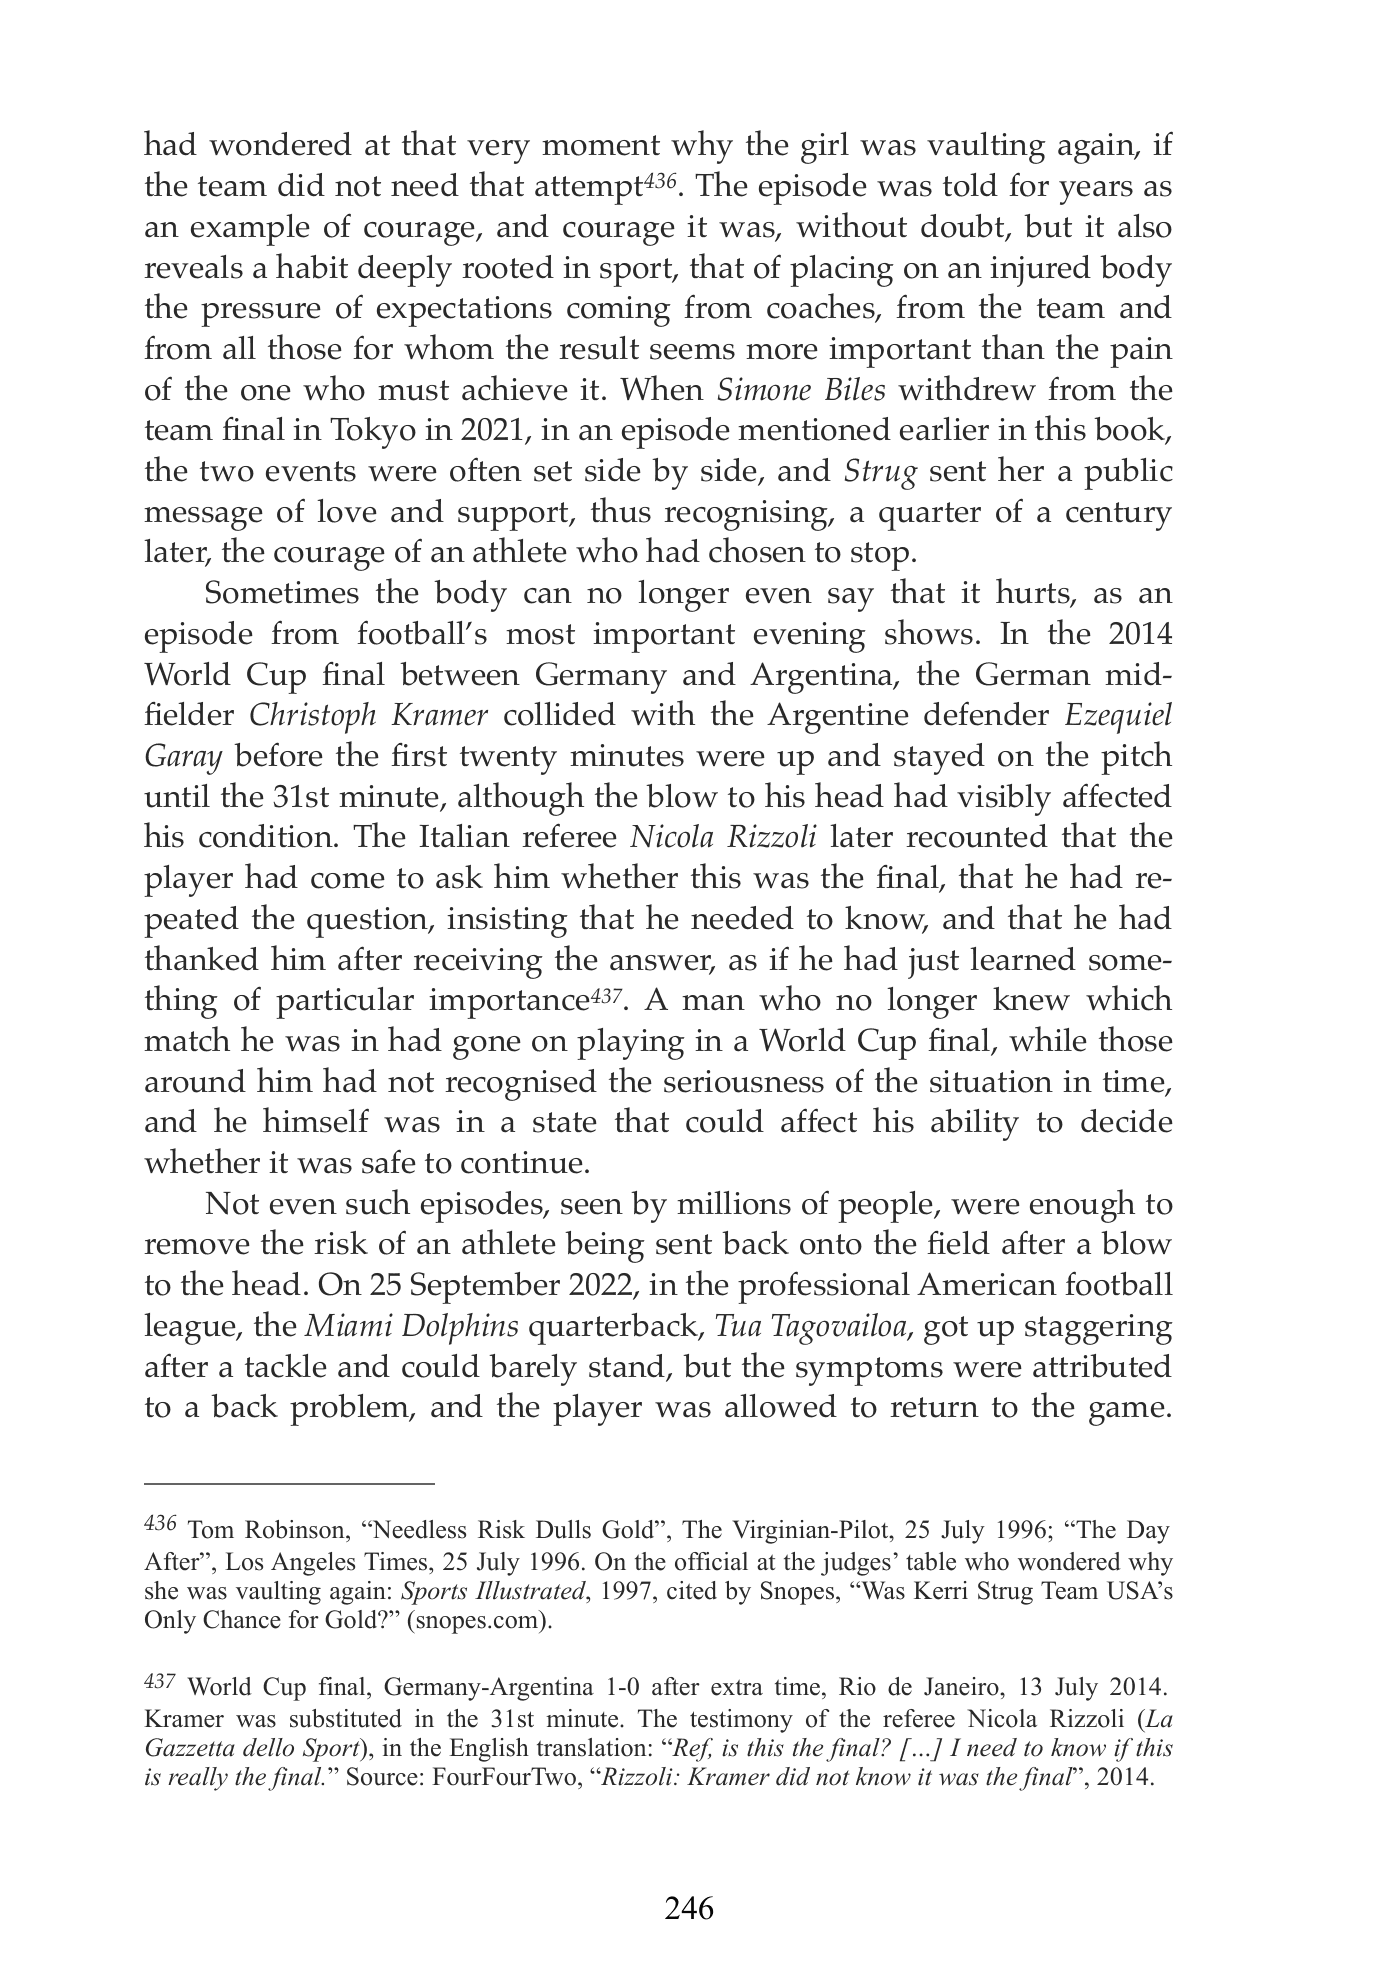 had wondered at that very moment why the girl was vaulting again, if
the team did not need that attempt436. The episode was told for years as
an example of courage, and courage it was, without doubt, but it also
reveals a habit deeply rooted in sport, that of placing on an injured body
the pressure of expectations coming from coaches, from the team and
from all those for whom the result seems more important than the pain
of the one who must achieve it. When Simone Biles withdrew from the
team final in Tokyo in 2021, in an episode mentioned earlier in this book,
the two events were often set side by side, and Strug sent her a public
message of love and support, thus recognising, a quarter of a century
later, the courage of an athlete who had chosen to stop.
Sometimes the body can no longer even say that it hurts, as an
episode from football’s most important evening shows. In the 2014
World Cup final between Germany and Argentina, the German mid-
fielder Christoph Kramer collided with the Argentine defender Ezequiel
Garay before the first twenty minutes were up and stayed on the pitch
until the 31st minute, although the blow to his head had visibly affected
his condition. The Italian referee Nicola Rizzoli later recounted that the
player had come to ask him whether this was the final, that he had re-
peated the question, insisting that he needed to know, and that he had
thanked him after receiving the answer, as if he had just learned some-
thing of particular importance437. A man who no longer knew which
match he was in had gone on playing in a World Cup final, while those
around him had not recognised the seriousness of the situation in time,
and he himself was in a state that could affect his ability to decide
whether it was safe to continue.
Not even such episodes, seen by millions of people, were enough to
remove the risk of an athlete being sent back onto the field after a blow
to the head. On 25 September 2022, in the professional American football
league, the Miami Dolphins quarterback, Tua Tagovailoa, got up staggering
after a tackle and could barely stand, but the symptoms were attributed
to a back problem, and the player was allowed to return to the game.
436 Tom Robinson, “Needless Risk Dulls Gold”, The Virginian-Pilot, 25 July 1996; “The Day
After”, Los Angeles Times, 25 July 1996. On the official at the judges’ table who wondered why
she was vaulting again: Sports Illustrated, 1997, cited by Snopes, “Was Kerri Strug Team USA’s
Only Chance for Gold?” (snopes.com).
437 World Cup final, Germany-Argentina 1-0 after extra time, Rio de Janeiro, 13 July 2014.
Kramer was substituted in the 31st minute. The testimony of the referee Nicola Rizzoli (La
Gazzetta dello Sport), in the English translation: “Ref, is this the final? [...] I need to know if this
is really the final.” Source: FourFourTwo, “Rizzoli: Kramer did not know it was the final”, 2014.
246